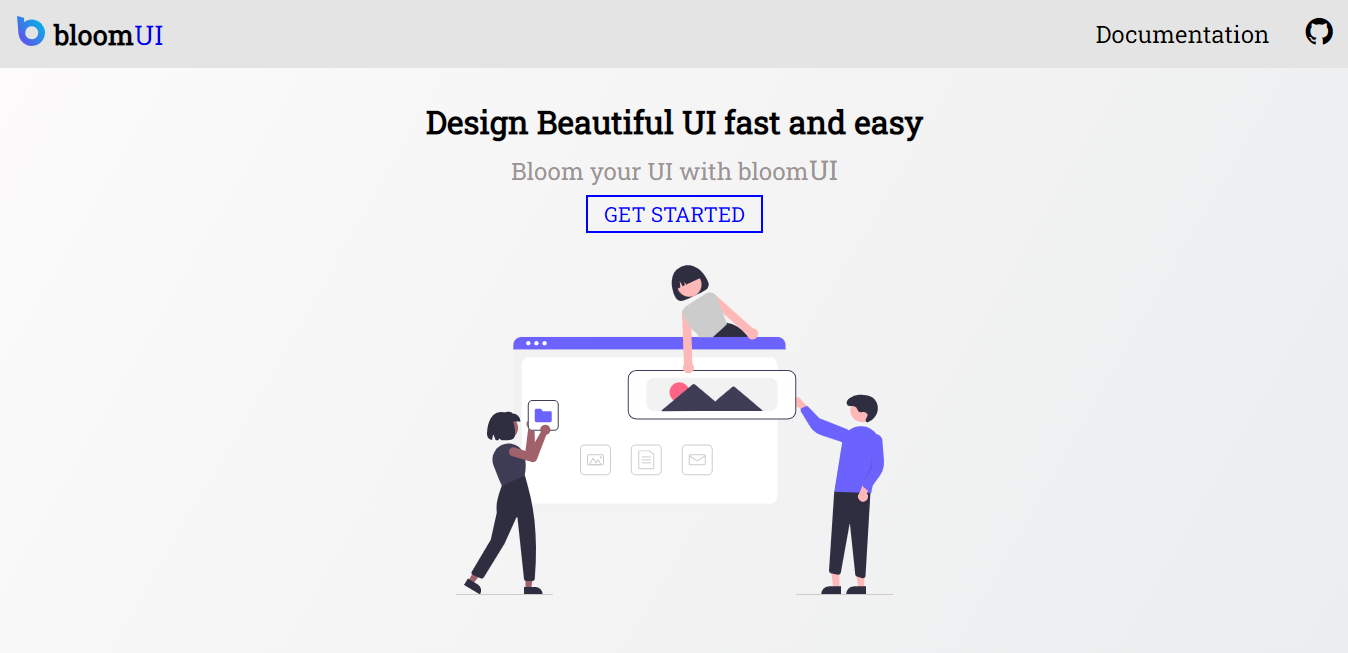 bloomUI
Documentation
Design Beautiful UI fast and easy
Bloom your UI with bloomUI
GET STARTED